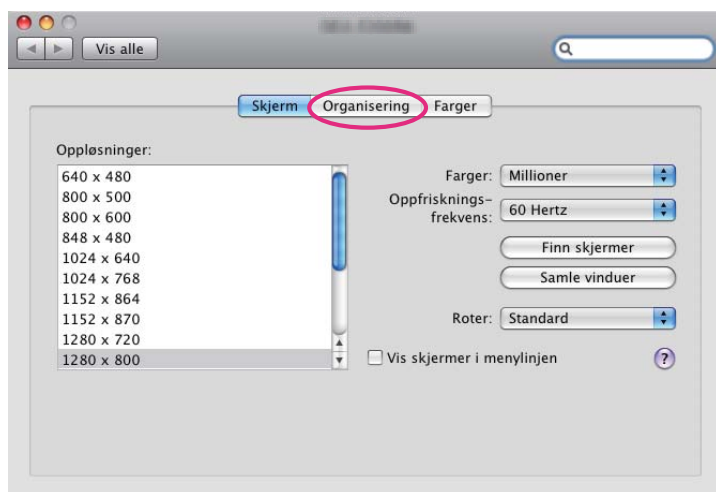 Vis alle
Skjerm Organisering Farger
Oppløsninger:
640 x 480
800 x 500
800 x 600
848 x 480
1024 x 640
1024 x 768
1152 x 864
1152 x 870
1280 x 720
1280 x 800
Farger: Millioner
Oppfrisknings-
frekvens: 60 Hertz
Finn skjermer
Samle vinduer
Roter: Standard
Vis skjermer i menylinjen ?